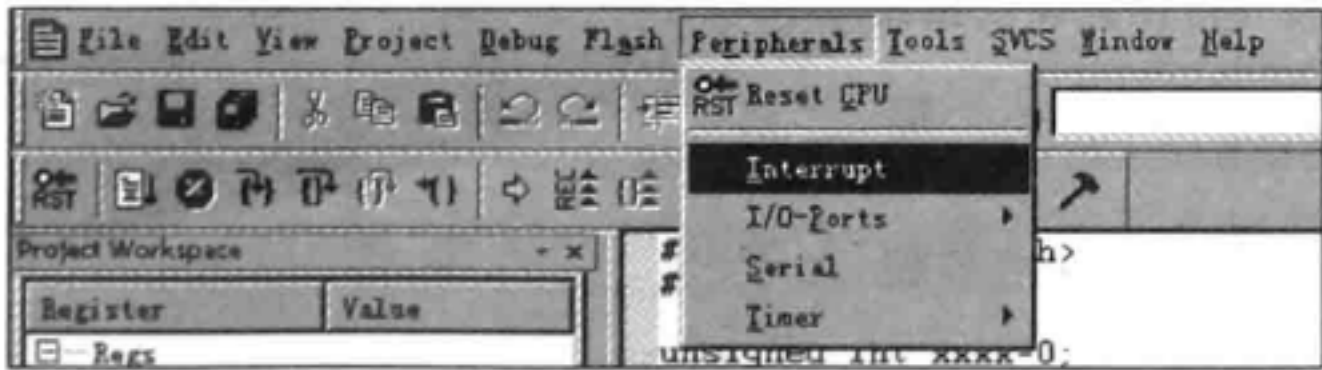 File Edit View Project Debug Flash Peripherals Tools SVCS Window Help
RST Reset CPU
Interrupt
I/O-Ports
Serial
Timer
RST
Project Workspace
Register Value
Regs
#
h>
#
unsigned int xxxx=0;